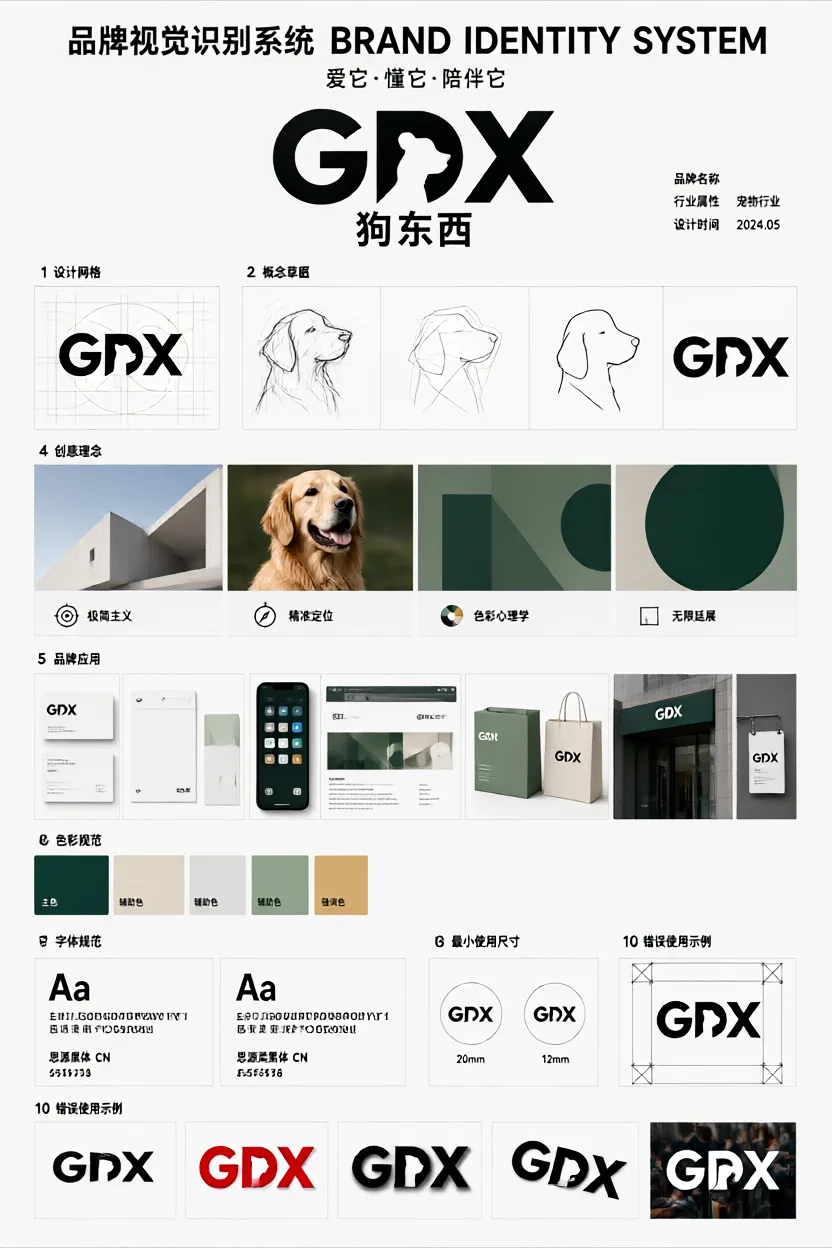 品牌视觉识别系统 BRAND IDENTITY SYSTEM
爱它·懂它·陪伴它
GDX
狗东西
品牌名称
行业属性 宠物行业
设计时间 2024.05
1 设计网格
2 概念草图
GDX
GDX
4 创意理念
极简主义
精准定位
色彩心理学
无限延展
5 品牌应用
GDX
GDX
GDX
GDX
GDX
色彩规范
主色
辅助色
辅助色
辅助色
强调色
字体规范
最小使用尺寸
10 错误使用示例
Aa
Aa
思源黑体 CN
CN
GDX
GDX
20mm
12mm
GDX
10 错误使用示例
GDX
GDX
GDX
GDX
GDX